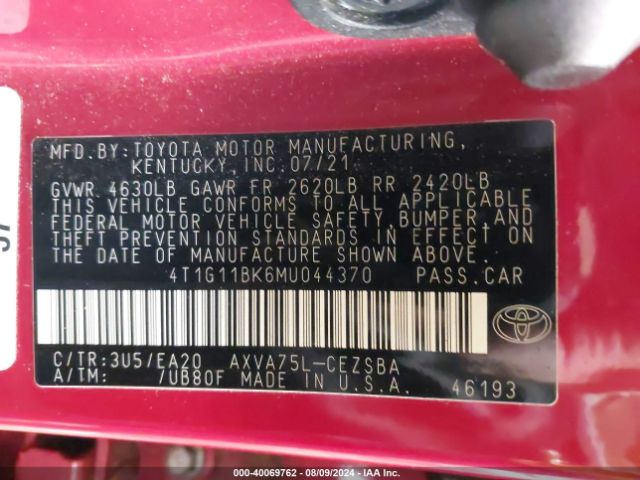 MFD.BY:TOYOTA MOTOR MANUFACTURING,
KENTUCKY, INC. 07/21
GVWR 4630LB GAWR FR 2620LB RR 2420LB
THIS VEHICLE CONFORMS TO ALL APPLICABLE
FEDERAL MOTOR VEHICLE SAFETY, BUMPER, AND
THEFT PREVENTION STANDARDS IN EFFECT ON
THE DATE OF MANUFACTURE SHOWN ABOVE.
4T1G11BK6MU044370 PASS.CAR
C/TR:3U5/EA20 AXVA75L-CEZSBA
A/TM: /UB80F MADE IN U.S.A. 46193
TOYOTA
000-40069762 - 08/09/2024 - IAA Inc.